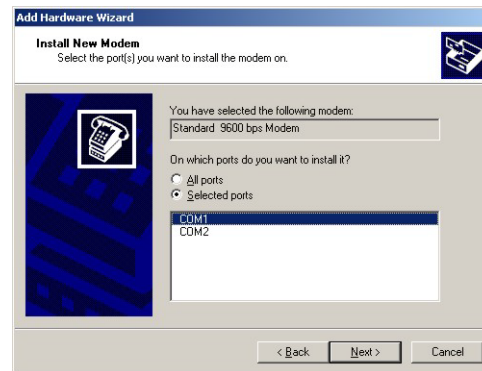 Add Hardware Wizard
Install New Modem
Select the port(s) you want to install the modem on.
You have selected the following modem:
Standard 9600 bps Modem
On which ports do you want to install it?
All ports
Selected ports
COM1
COM2
< Back
Next >
Cancel